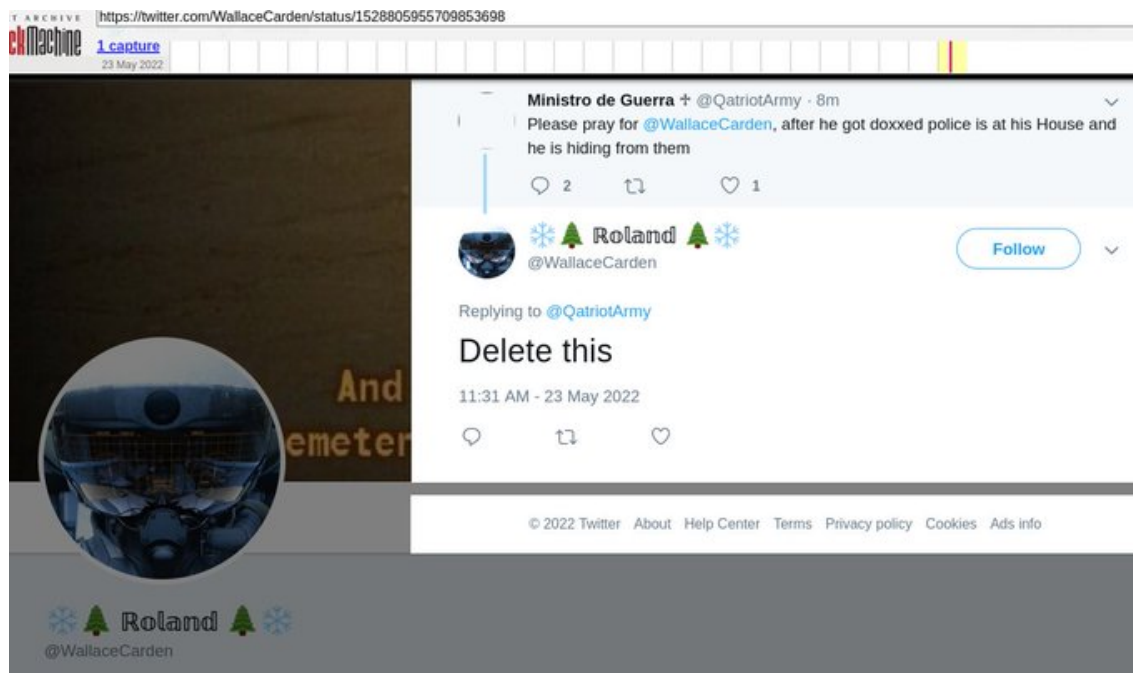 https://twitter.com/WallaceCarden/status/1528805955709853698
1 capture
23 May 2022
Ministro de Guerra ♱ @QatriotArmy · 8m
Please pray for @WallaceCarden, after he got doxxed police is at his House and
he is hiding from them
2 1
❄️🌲 ℝ𝕠𝕝𝕒𝕟𝕕 🌲❄️
@WallaceCarden
Follow
Replying to @QatriotArmy
Delete this
11:31 AM - 23 May 2022
© 2022 Twitter About Help Center Terms Privacy policy Cookies Ads info
And
emeter
❄️🌲 ℝ𝕠𝕝𝕒𝕟𝕕 🌲❄️
@WallaceCarden